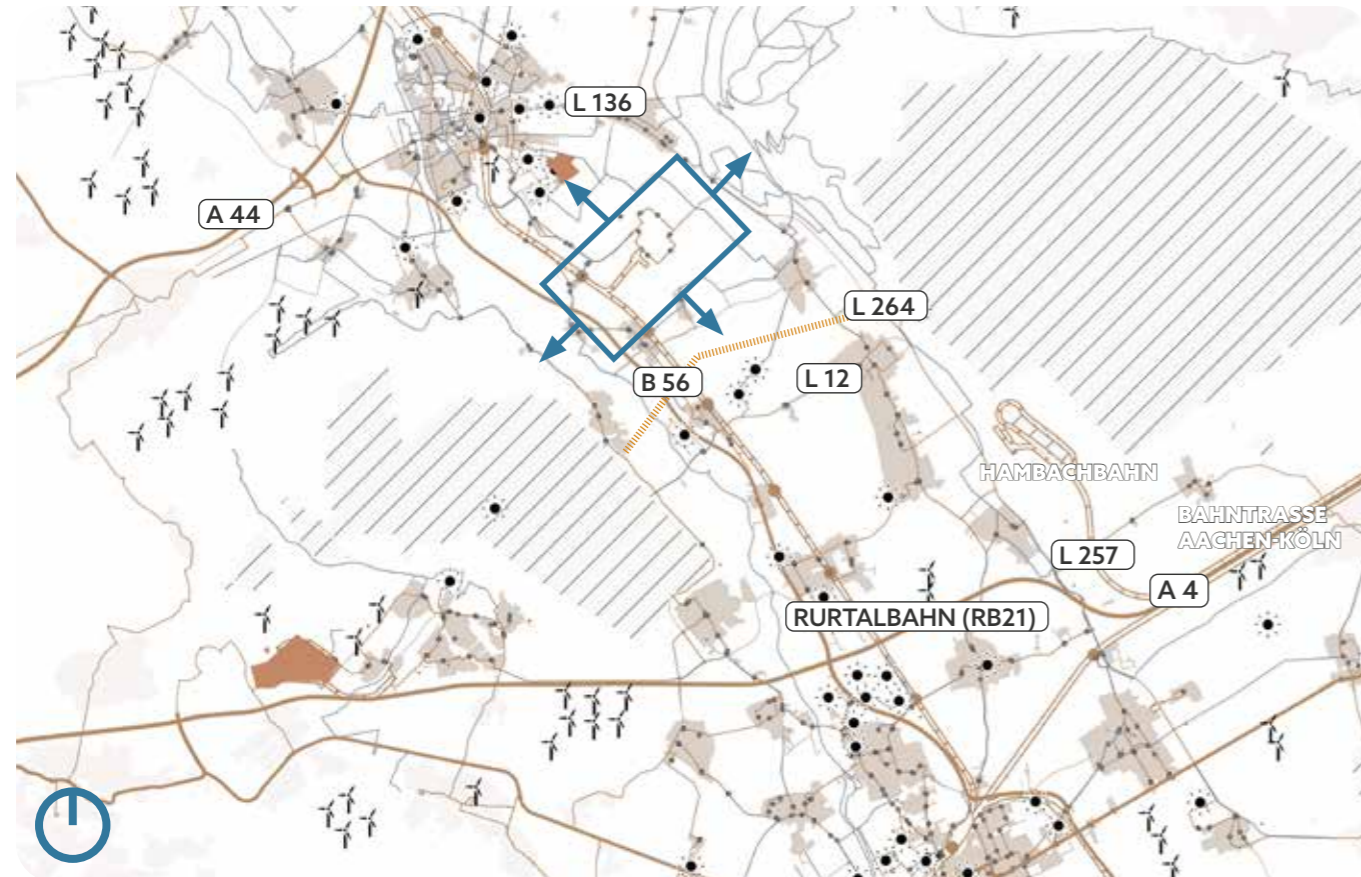 L 136
A 44
L 264
B 56
L 12
HAMBACHBAHN
BAHNTRASSE
AACHEN-KÖLN
L 257
A 4
RURTALBAHN (RB21)